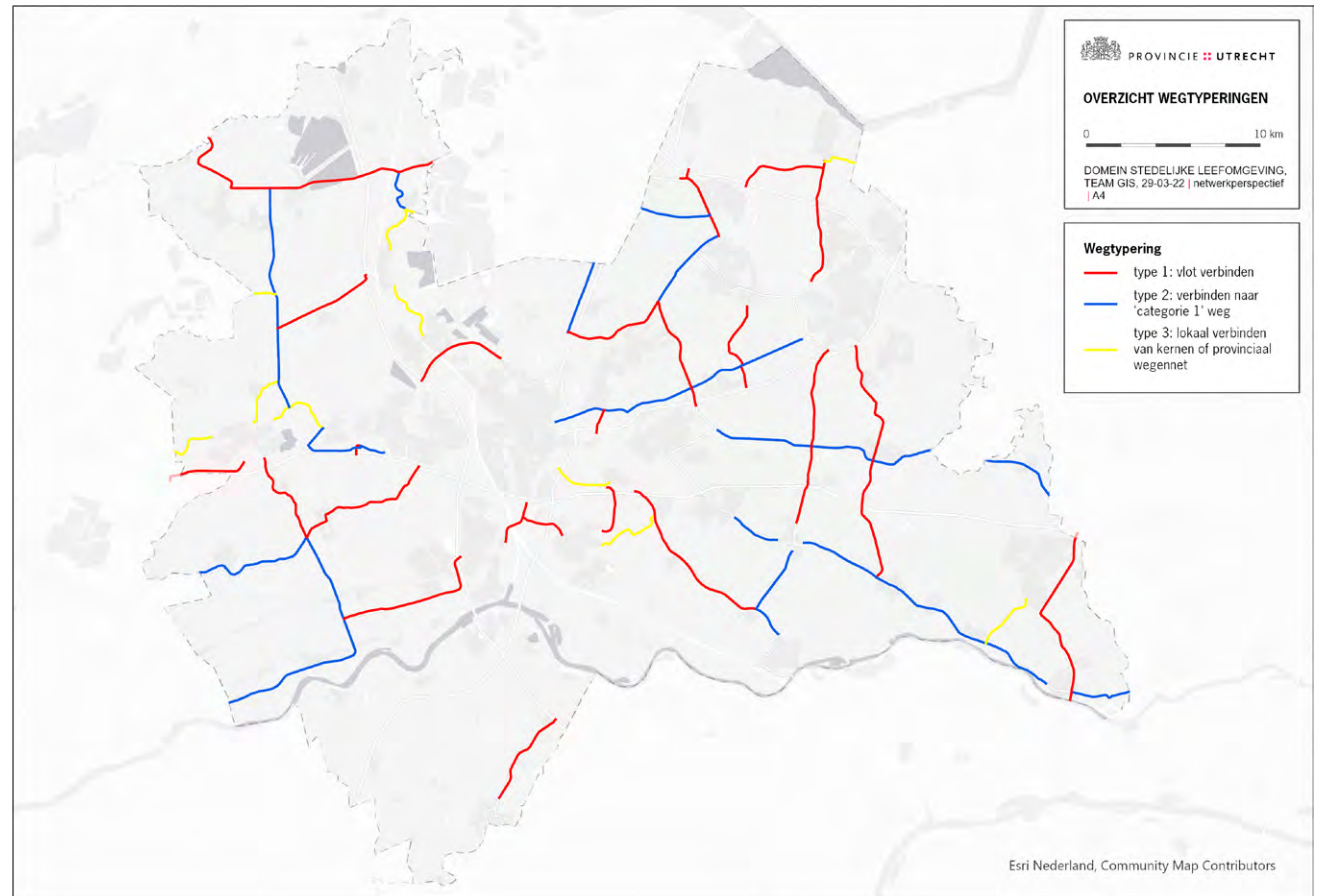 PROVINCIE :: UTRECHT
OVERZICHT WEGTYPERINGEN
0 10 km
DOMEIN STEDELIJKE LEEFOMGEVING,
TEAM GIS, 29-03-22 | netwerkperspectief
| A4
Wegtypering
type 1: vlot verbinden
type 2: verbinden naar
'categorie 1' weg
type 3: lokaal verbinden
van kernen of provinciaal
wegennet
Esri Nederland, Community Map Contributors